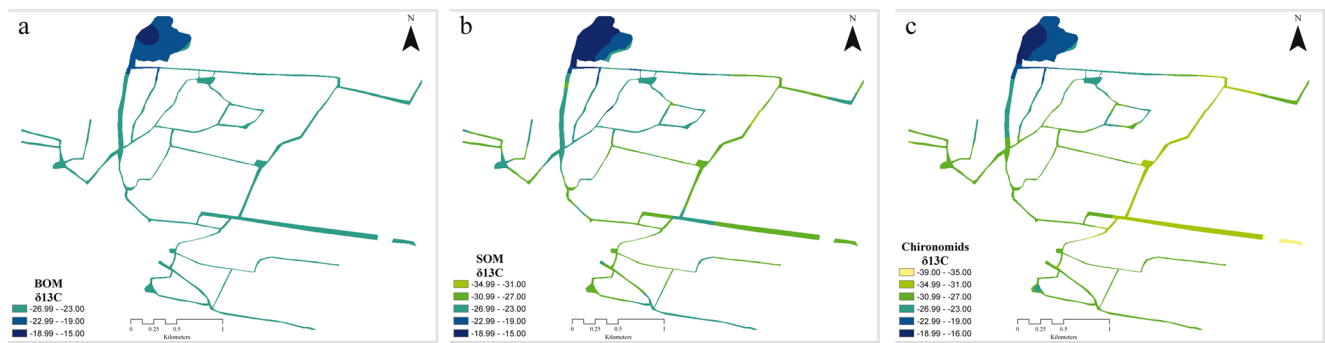 a
N
BOM
δ13C
-26.99 - -23.00
-22.99 - -19.00
-18.99 - -15.00
0 0.25 0.5 1
Kilometers
b
N
SOM
δ13C
-34.99 - -31.00
-30.99 - -27.00
-26.99 - -23.00
-22.99 - -19.00
-18.99 - -15.00
0 0.25 0.5 1
Kilometers
c
N
Chironomids
δ13C
-39.00 - -35.00
-34.99 - -31.00
-30.99 - -27.00
-26.99 - -23.00
-22.99 - -19.00
-18.99 - -16.00
0 0.25 0.5 1
Kilometers